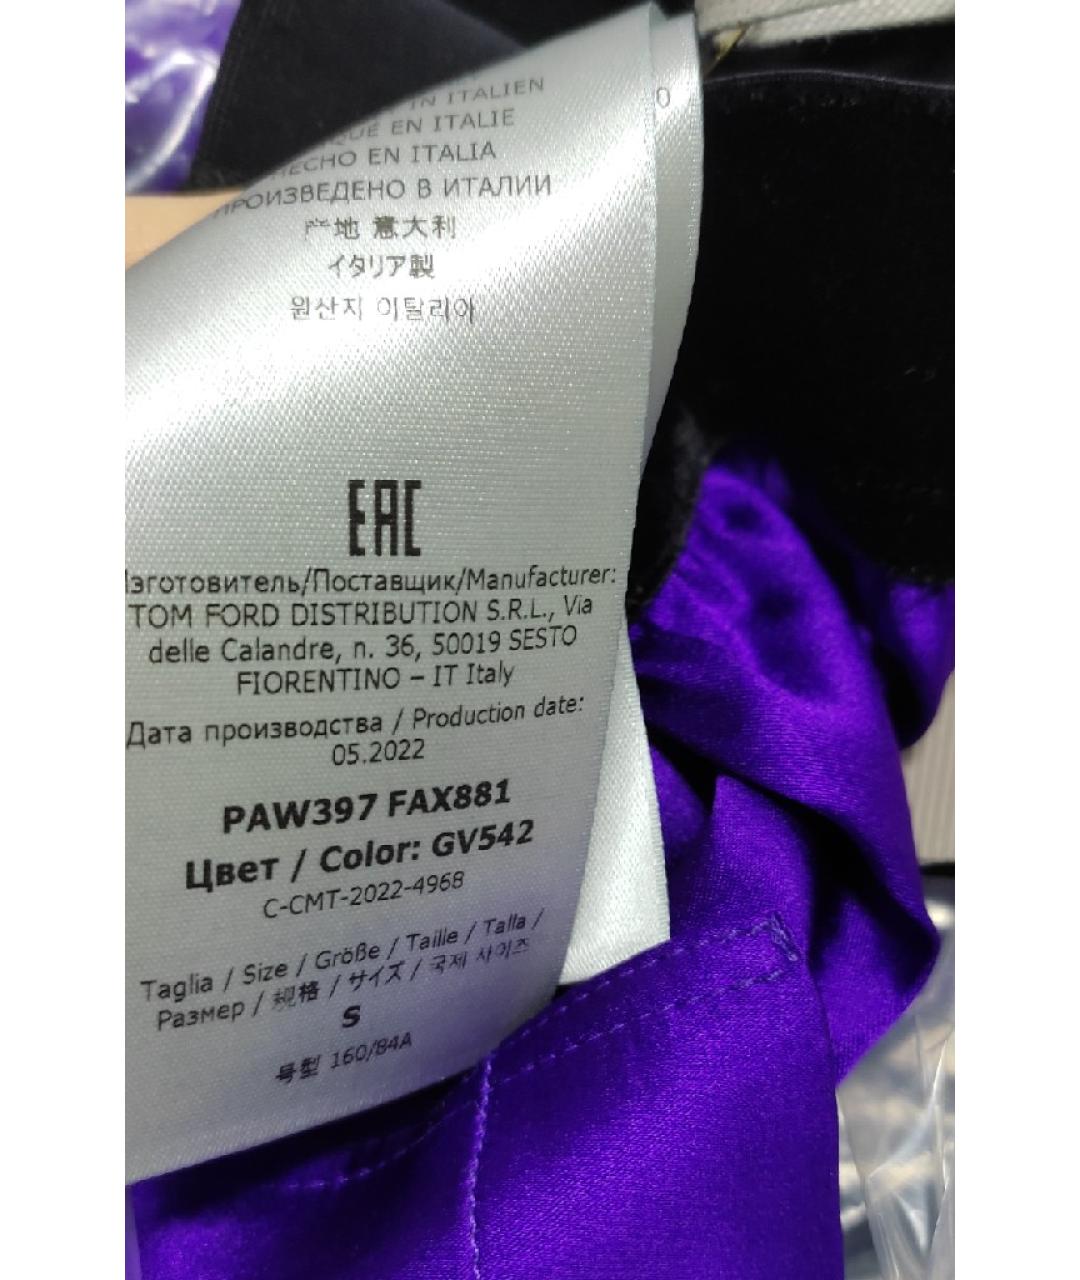 IN ITALIEN
EN ITALIE
HECHO EN ITALIA
ПРОИЗВЕДЕНО В ИТАЛИИ
产地 意大利
イタリア製
원산지 이탈리아
0
EAC
Изготовитель/Поставщик/Manufacturer:
TOM FORD DISTRIBUTION S.R.L., Via
delle Calandre, n. 36, 50019 SESTO
FIORENTINO – IT Italy
Дата производства / Production date:
05.2022
PAW397 FAX881
Цвет / Color: GV542
C-CMT-2022-4968
Taglia / Size / Größe / Taille / Talla /
Размер / 规格 / サイズ / 국제 사이즈
S
号型 160/84A